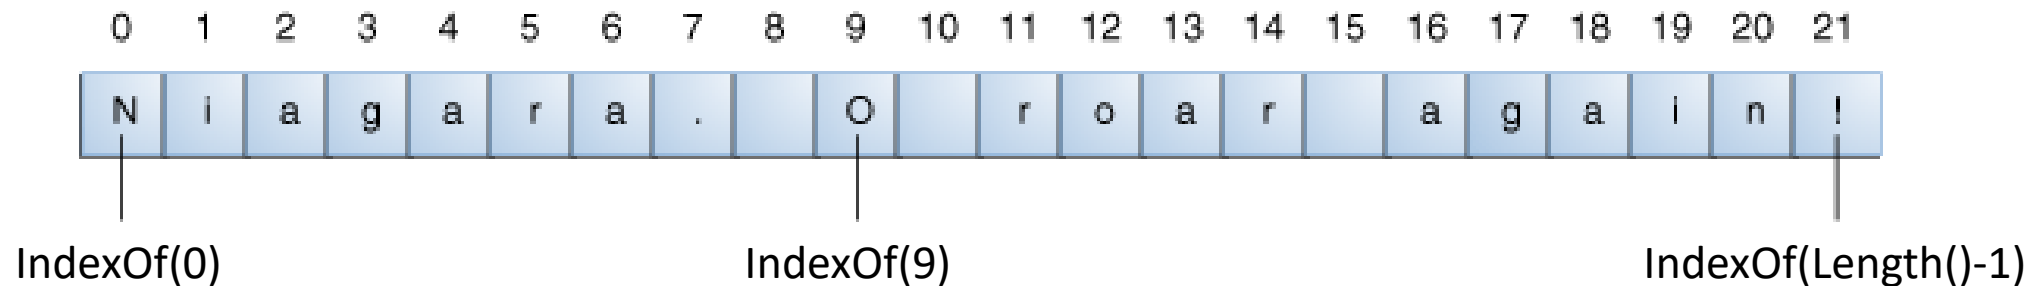 0 1 2 3 4 5 6 7 8 9 10 11 12 13 14 15 16 17 18 19 20 21
N i a g a r a . O r o a r a g a i n !
IndexOf(0) IndexOf(9) IndexOf(Length()-1)